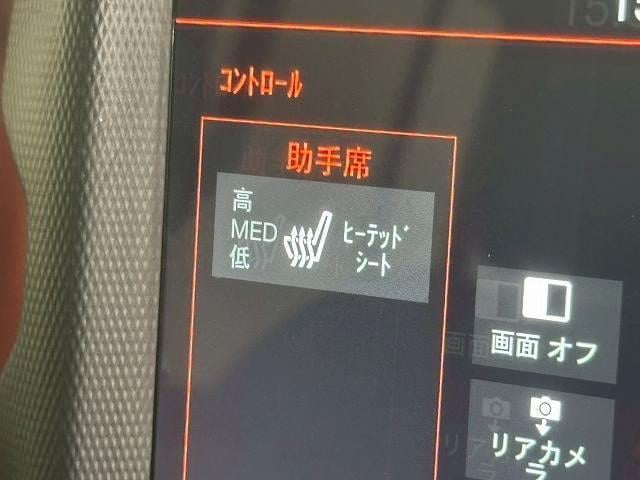 コントロール
助手席
高
MED
低
ﾋｰﾃｯﾄﾞ
シート
画面 オフ
リアカメ
ラ